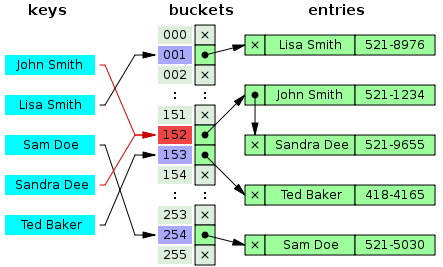 keys buckets entries
000 ×
001 × Lisa Smith 521-8976
002 ×
: :
151 ×
152 John Smith 521-1234
153 × Sandra Dee 521-9655
154 ×
: : × Ted Baker 418-4165
253 ×
254 × Sam Doe 521-5030
255 ×
John Smith
Lisa Smith
Sam Doe
Sandra Dee
Ted Baker